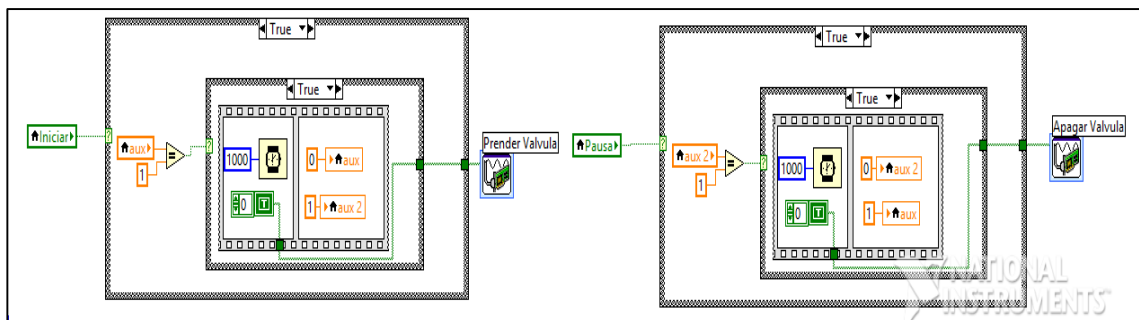 True
True
Iniciar
aux
1
=
1000
0
T
0
aux
1
aux 2
Prender Valvula
True
True
Pausa
aux 2
1
=
1000
0
T
0
aux 2
1
aux
Apagar Valvula
NATIONAL
INSTRUMENTS™